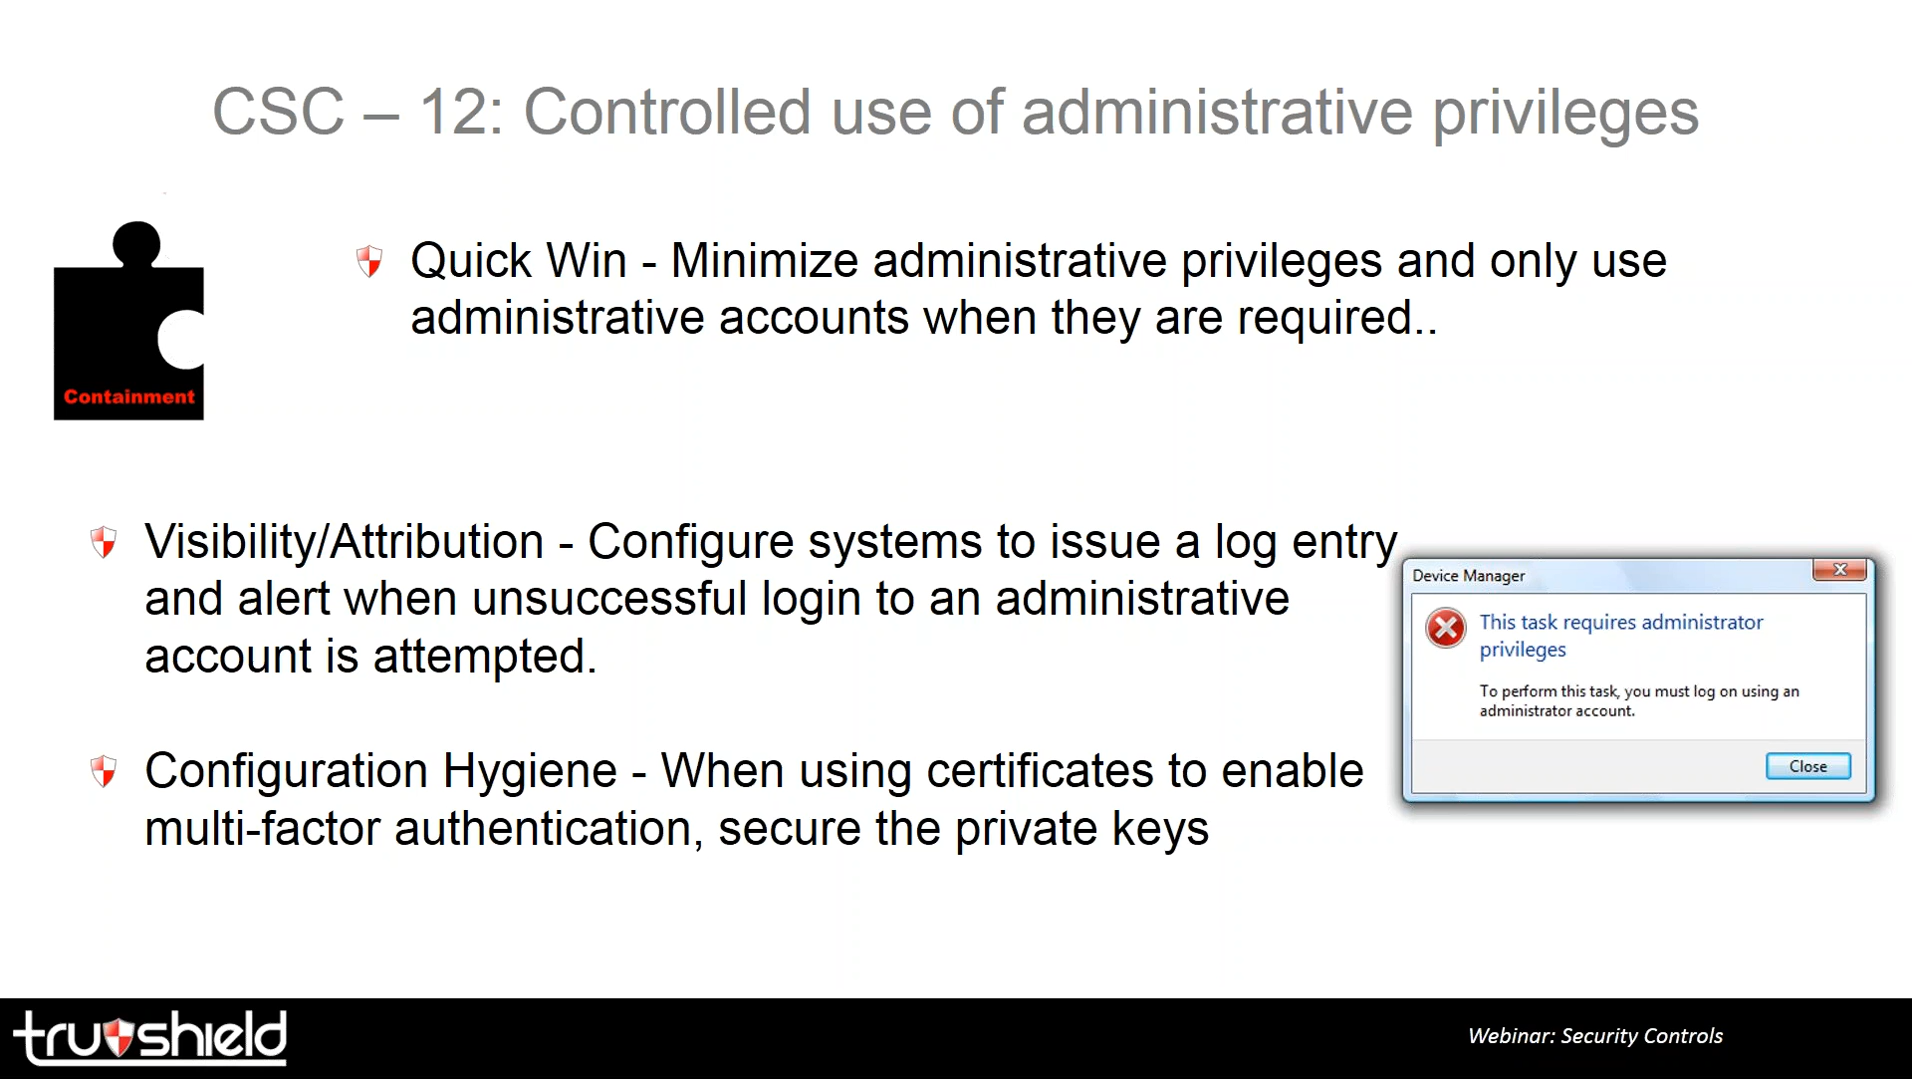 CSC – 12: Controlled use of administrative privileges
Quick Win - Minimize administrative privileges and only use
administrative accounts when they are required..
Containment
Visibility/Attribution - Configure systems to issue a log entry
and alert when unsuccessful login to an administrative
account is attempted.
Device Manager
This task requires administrator
privileges
To perform this task, you must log on using an
administrator account.
Close
Configuration Hygiene - When using certificates to enable
multi-factor authentication, secure the private keys
trushield
Webinar: Security Controls